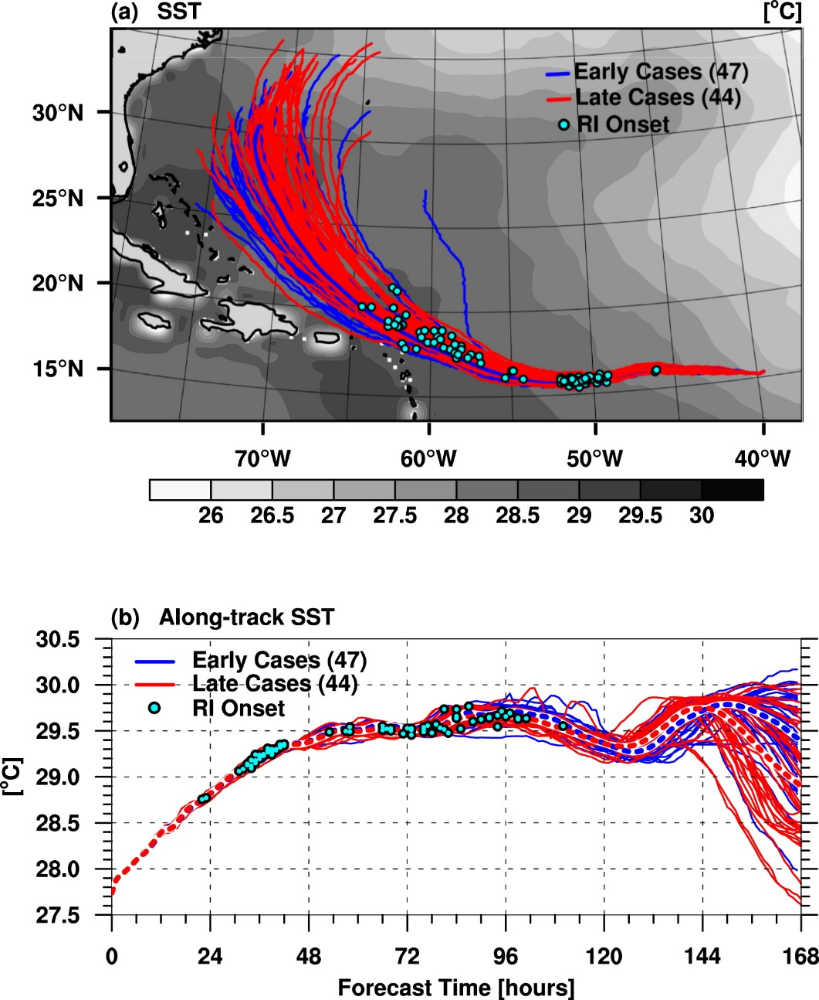 (a) SST [°C]
Early Cases (47)
Late Cases (44)
RI Onset
30°N
25°N
20°N
15°N
70°W 60°W 50°W 40°W
26 26.5 27 27.5 28 28.5 29 29.5 30
(b) Along-track SST
30.5
Early Cases (47)
30.0
Late Cases (44)
RI Onset
29.5
[°C]
29.0
28.5
28.0
27.5
0 24 48 72 96 120 144 168
Forecast Time [hours]